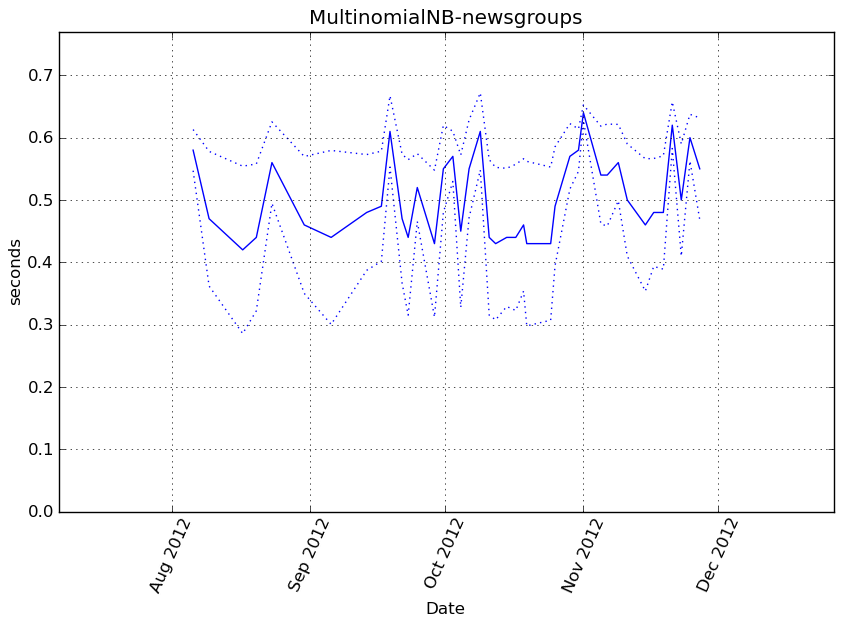 MultinomialNB-newsgroups
0.7
0.6
0.5
0.4
0.3
0.2
0.1
0.0
seconds
Aug 2012
Sep 2012
Oct 2012
Nov 2012
Dec 2012
Date